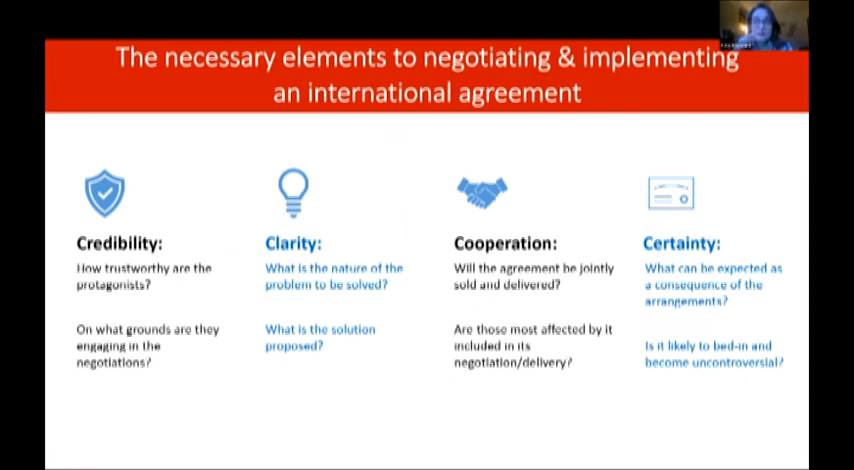 The necessary elements to negotiating & implementing
an international agreement
Credibility:
How trustworthy are the
protagonists?
On what grounds are they
engaging in the
negotiations?
Clarity:
What is the nature of the
problem to be solved?
What is the solution
proposed?
Cooperation:
Will the agreement be jointly
sold and delivered?
Are those most affected by it
included in its
negotiation/delivery?
Certainty:
What can be expected as
a consequence of the
arrangements?
Is it likely to bed-in and
become uncontroversial?